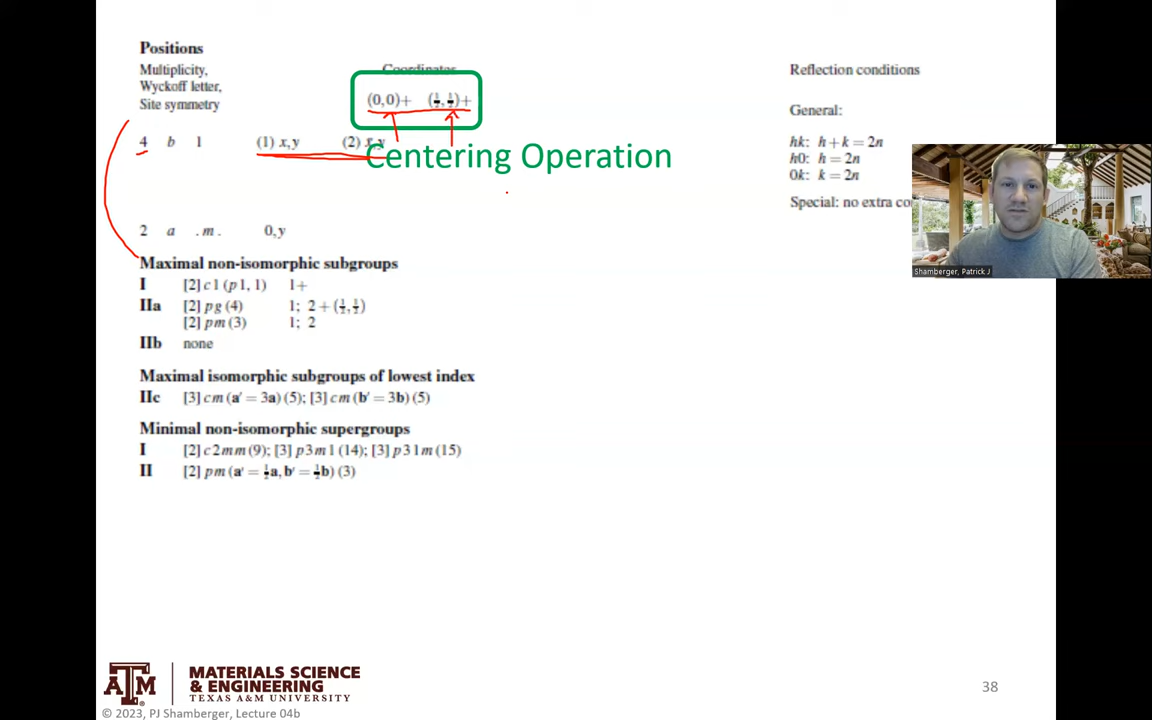 Positions
Multiplicity,
Wyckoff letter,
Site symmetry
Coordinates
(0,0)+ (½,½)+
4 b 1 (1) x,y (2) x̄,y
Centering Operation
2 a .m. 0,y
Reflection conditions
General:
hk: h + k = 2n
h0: h = 2n
0k: k = 2n
Special: no extra
Maximal non-isomorphic subgroups
I [2] c1 (p1, 1) 1+
IIa [2] pg (4) 1; 2 + (½,½)
[2] pm (3) 1; 2
IIb none
Maximal isomorphic subgroups of lowest index
IIc [3] cm (a′ = 3a) (5); [3] cm (b′ = 3b) (5)
Minimal non-isomorphic supergroups
I [2] c2mm (9); [3] p3m1 (14); [3] p31m (15)
II [2] pm (a′ = ½a, b′ = ½b) (3)
Shamberger, Patrick J
ATM
MATERIALS SCIENCE
& ENGINEERING
TEXAS A&M UNIVERSITY
38
© 2023, PJ Shamberger, Lecture 04b